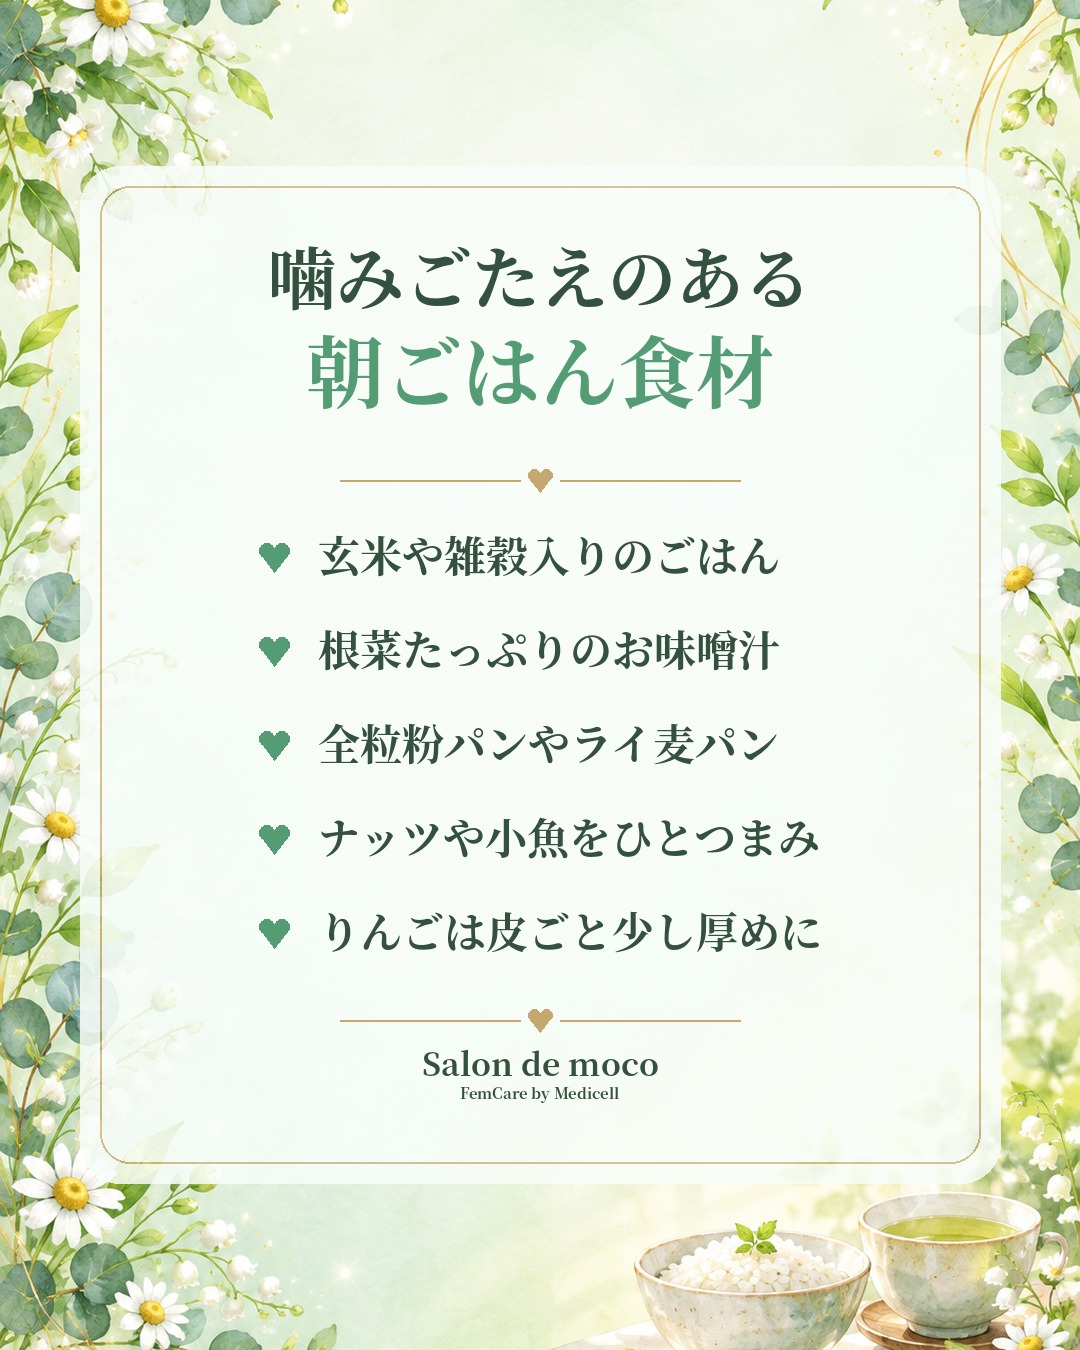 噛みごたえのある
朝ごはん食材
♥ 玄米や雑穀入りのごはん
♥ 根菜たっぷりのお味噌汁
♥ 全粒粉パンやライ麦パン
♥ ナッツや小魚をひとつまみ
♥ りんごは皮ごと少し厚めに
Salon de moco
FemCare by Medicell